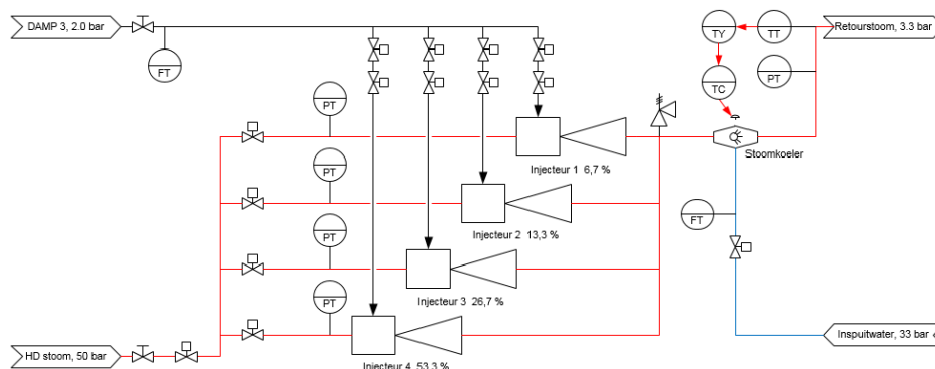 DAMP 3, 2.0 bar
FT
TY
TT
Retourstoom, 3.3 bar
TC
PT
PT
Stoomkoeler
Injecteur 1 6,7 %
PT
FT
Injecteur 2 13,3 %
PT
Injecteur 3 26,7 %
PT
Inspuitwater, 33 bar
HD stoom, 50 bar
Injecteur 4 53,3 %